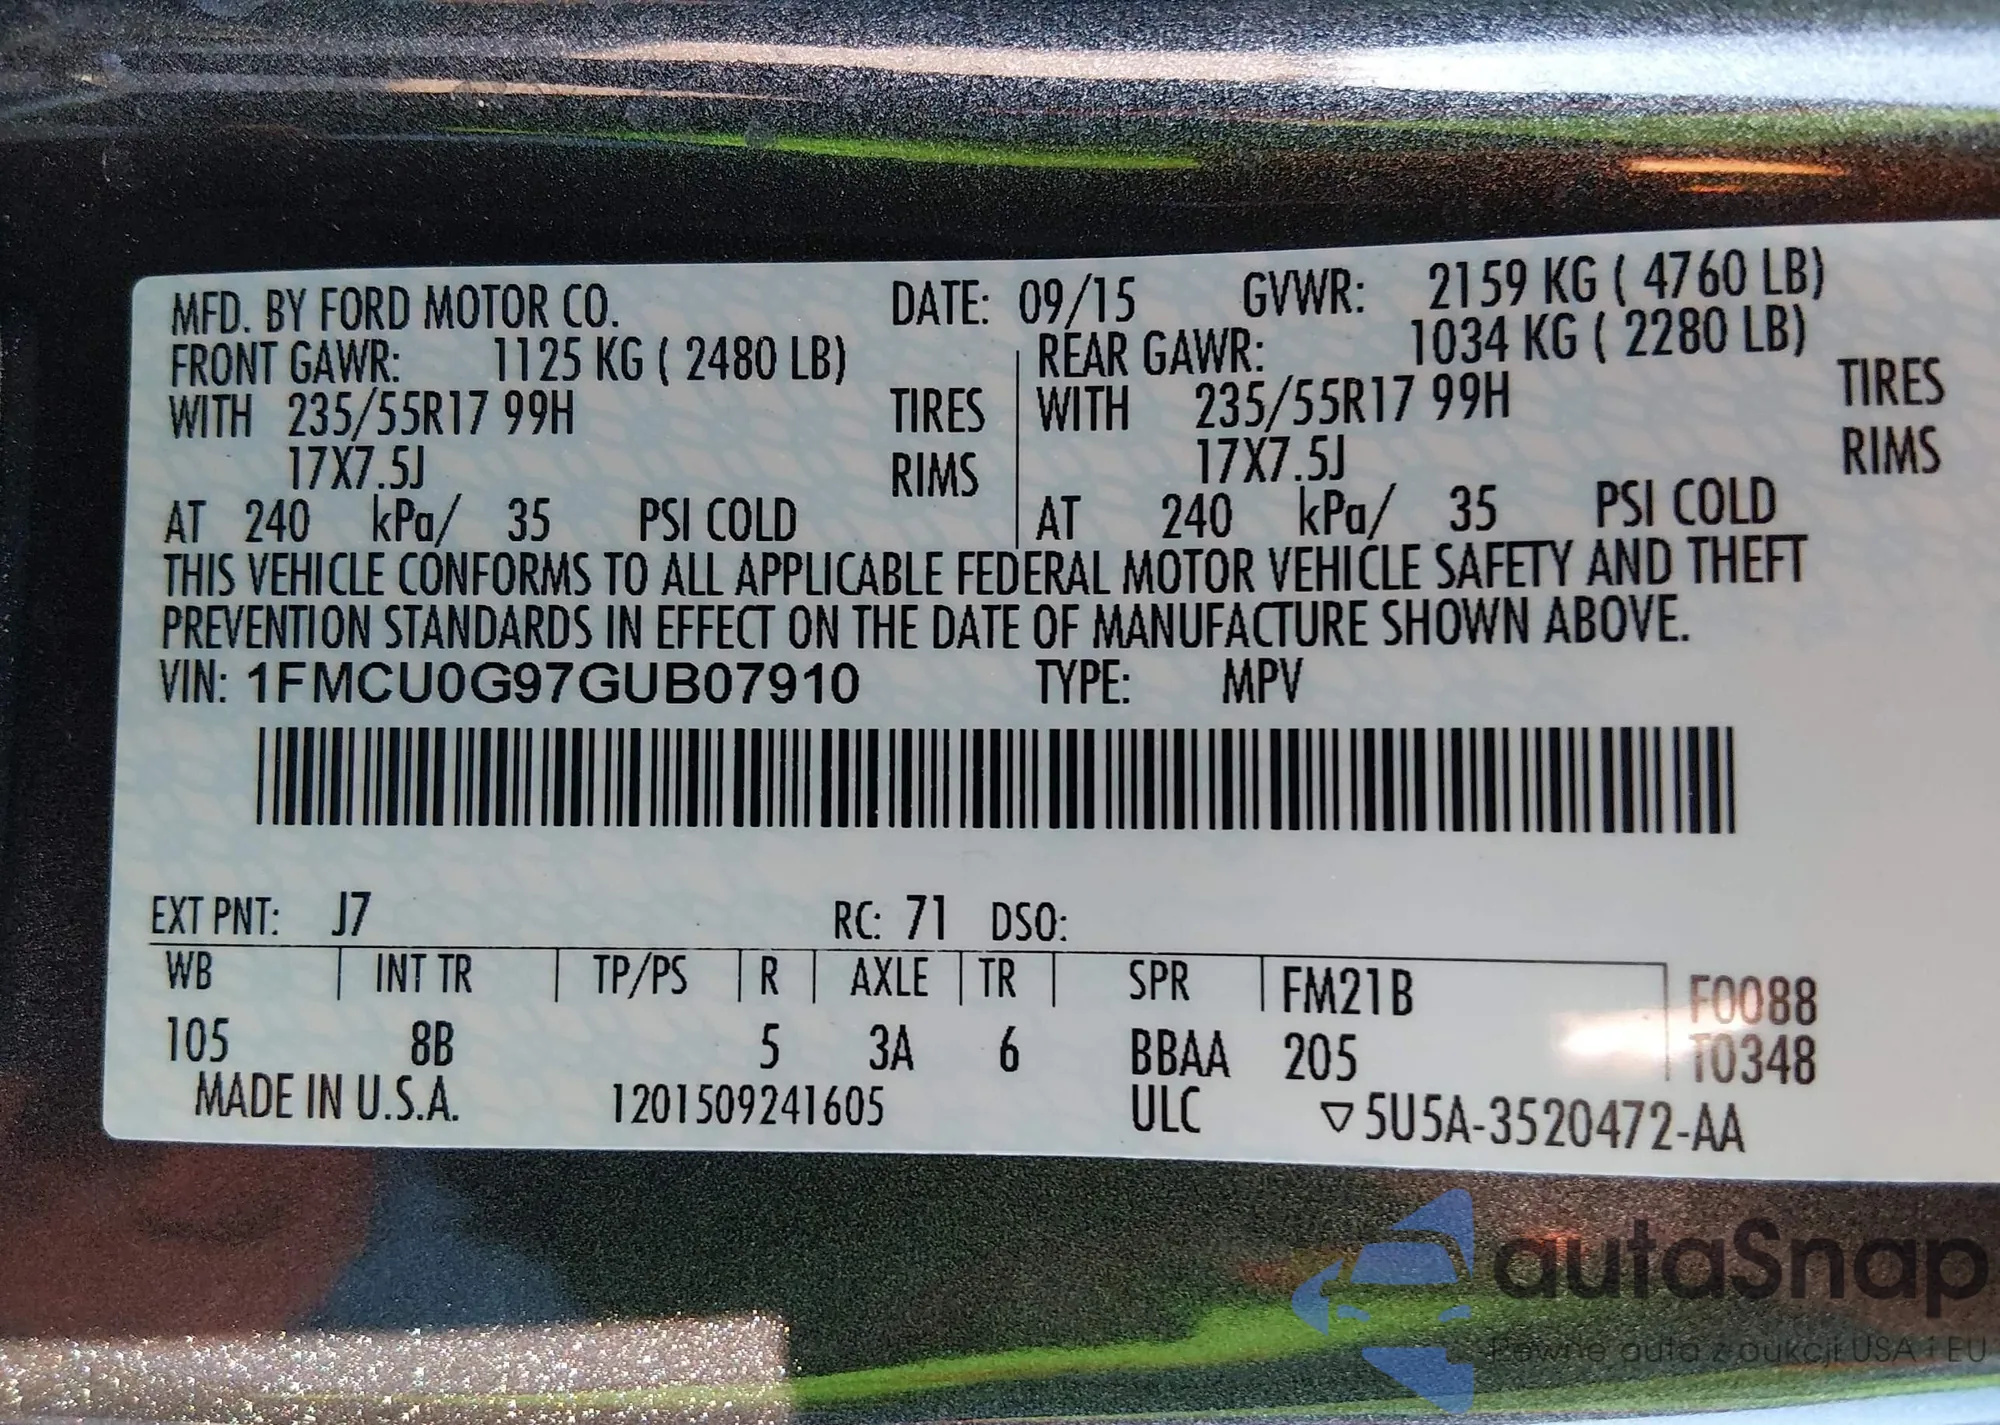 MFD. BY FORD MOTOR CO. DATE: 09/15 GVWR: 2159 KG ( 4760 LB)
FRONT GAWR: 1125 KG ( 2480 LB) REAR GAWR: 1034 KG ( 2280 LB)
WITH 235/55R17 99H TIRES WITH 235/55R17 99H TIRES
17X7.5J RIMS 17X7.5J RIMS
AT 240 kPa/ 35 PSI COLD AT 240 kPa/ 35 PSI COLD
THIS VEHICLE CONFORMS TO ALL APPLICABLE FEDERAL MOTOR VEHICLE SAFETY AND THEFT
PREVENTION STANDARDS IN EFFECT ON THE DATE OF MANUFACTURE SHOWN ABOVE.
VIN: 1FMCU0G97GUB07910 TYPE: MPV
EXT PNT: J7 RC: 71 DSO:
WB INT TR TP/PS R AXLE TR SPR FM21B F0088
105 8B 5 3A 6 BBAA 205 T0348
MADE IN U.S.A. 1201509241605 ULC ▽5U5A-3520472-AA
autaSnap
Pewne auta z aukcji USA i EU